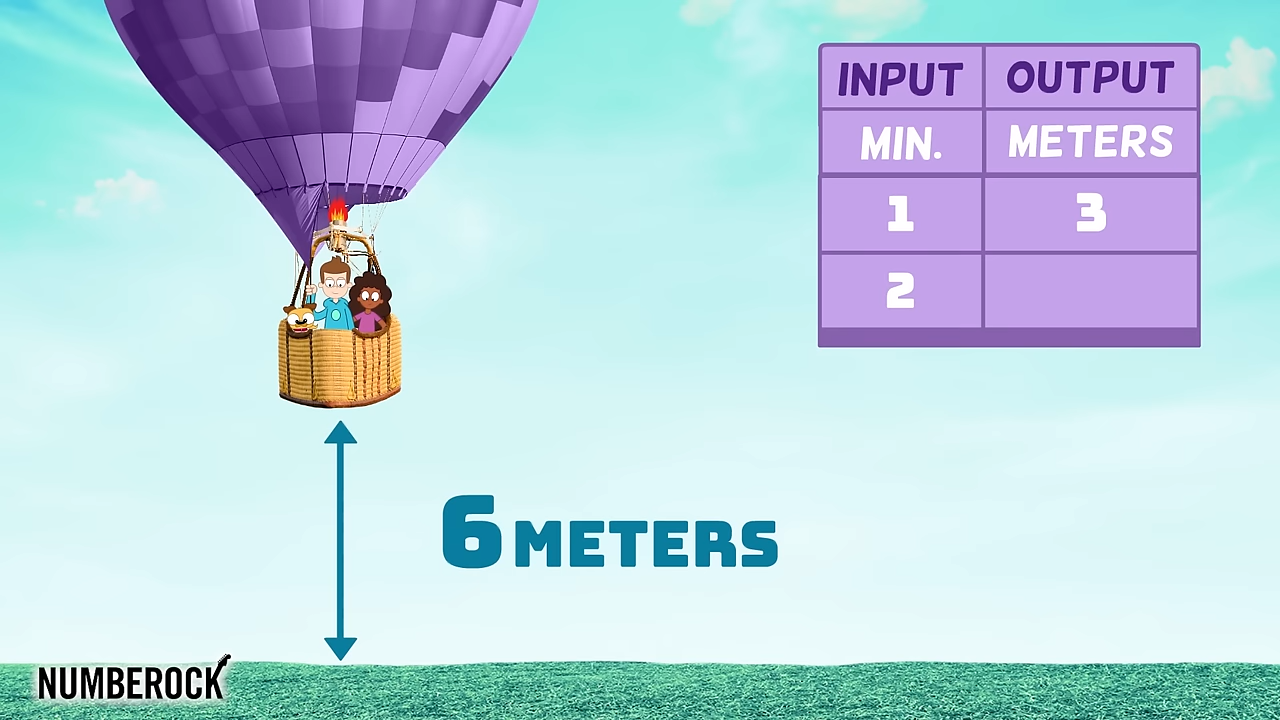 INPUT OUTPUT
MIN. METERS
1 3
2
6 METERS
NUMBEROCK